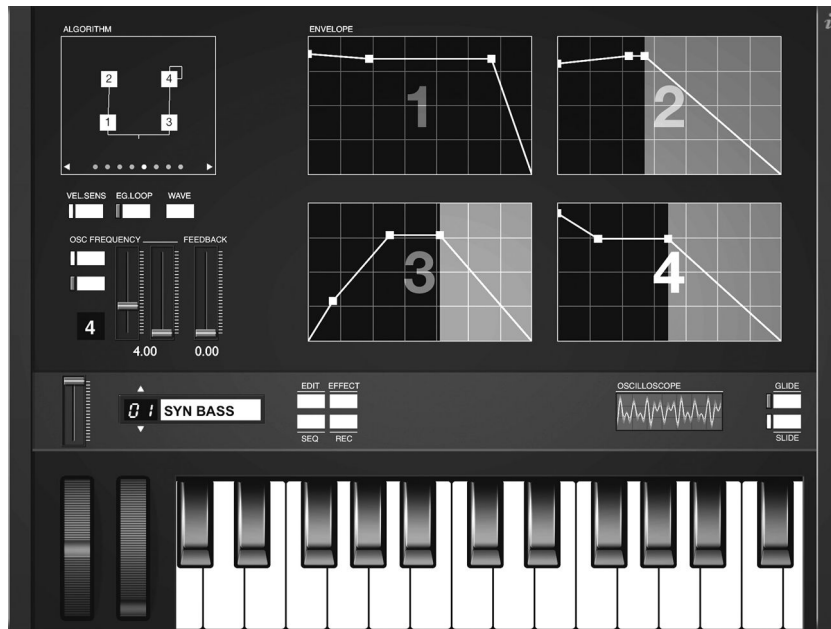 ALGORITHM
ENVELOPE
2 4
1 3
1
2
VEL.SENS EG.LOOP WAVE
OSC FREQUENCY FEEDBACK
3
4
4
4.00 0.00
01 SYN BASS
EDIT EFFECT
SEQ REC
OSCILLOSCOPE
GLIDE
SLIDE